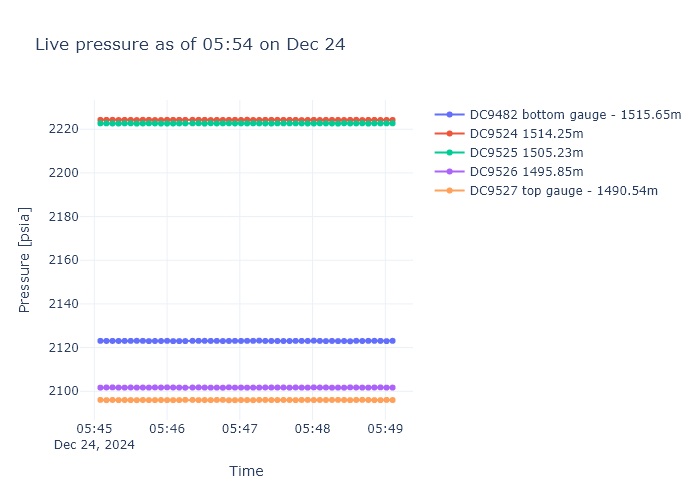 Live pressure as of 05:54 on Dec 24
DC9482 bottom gauge - 1515.65m
DC9524 1514.25m
DC9525 1505.23m
DC9526 1495.85m
DC9527 top gauge - 1490.54m
Pressure [psia]
2220
2200
2180
2160
2140
2120
2100
05:45 05:46 05:47 05:48 05:49
Dec 24, 2024
Time